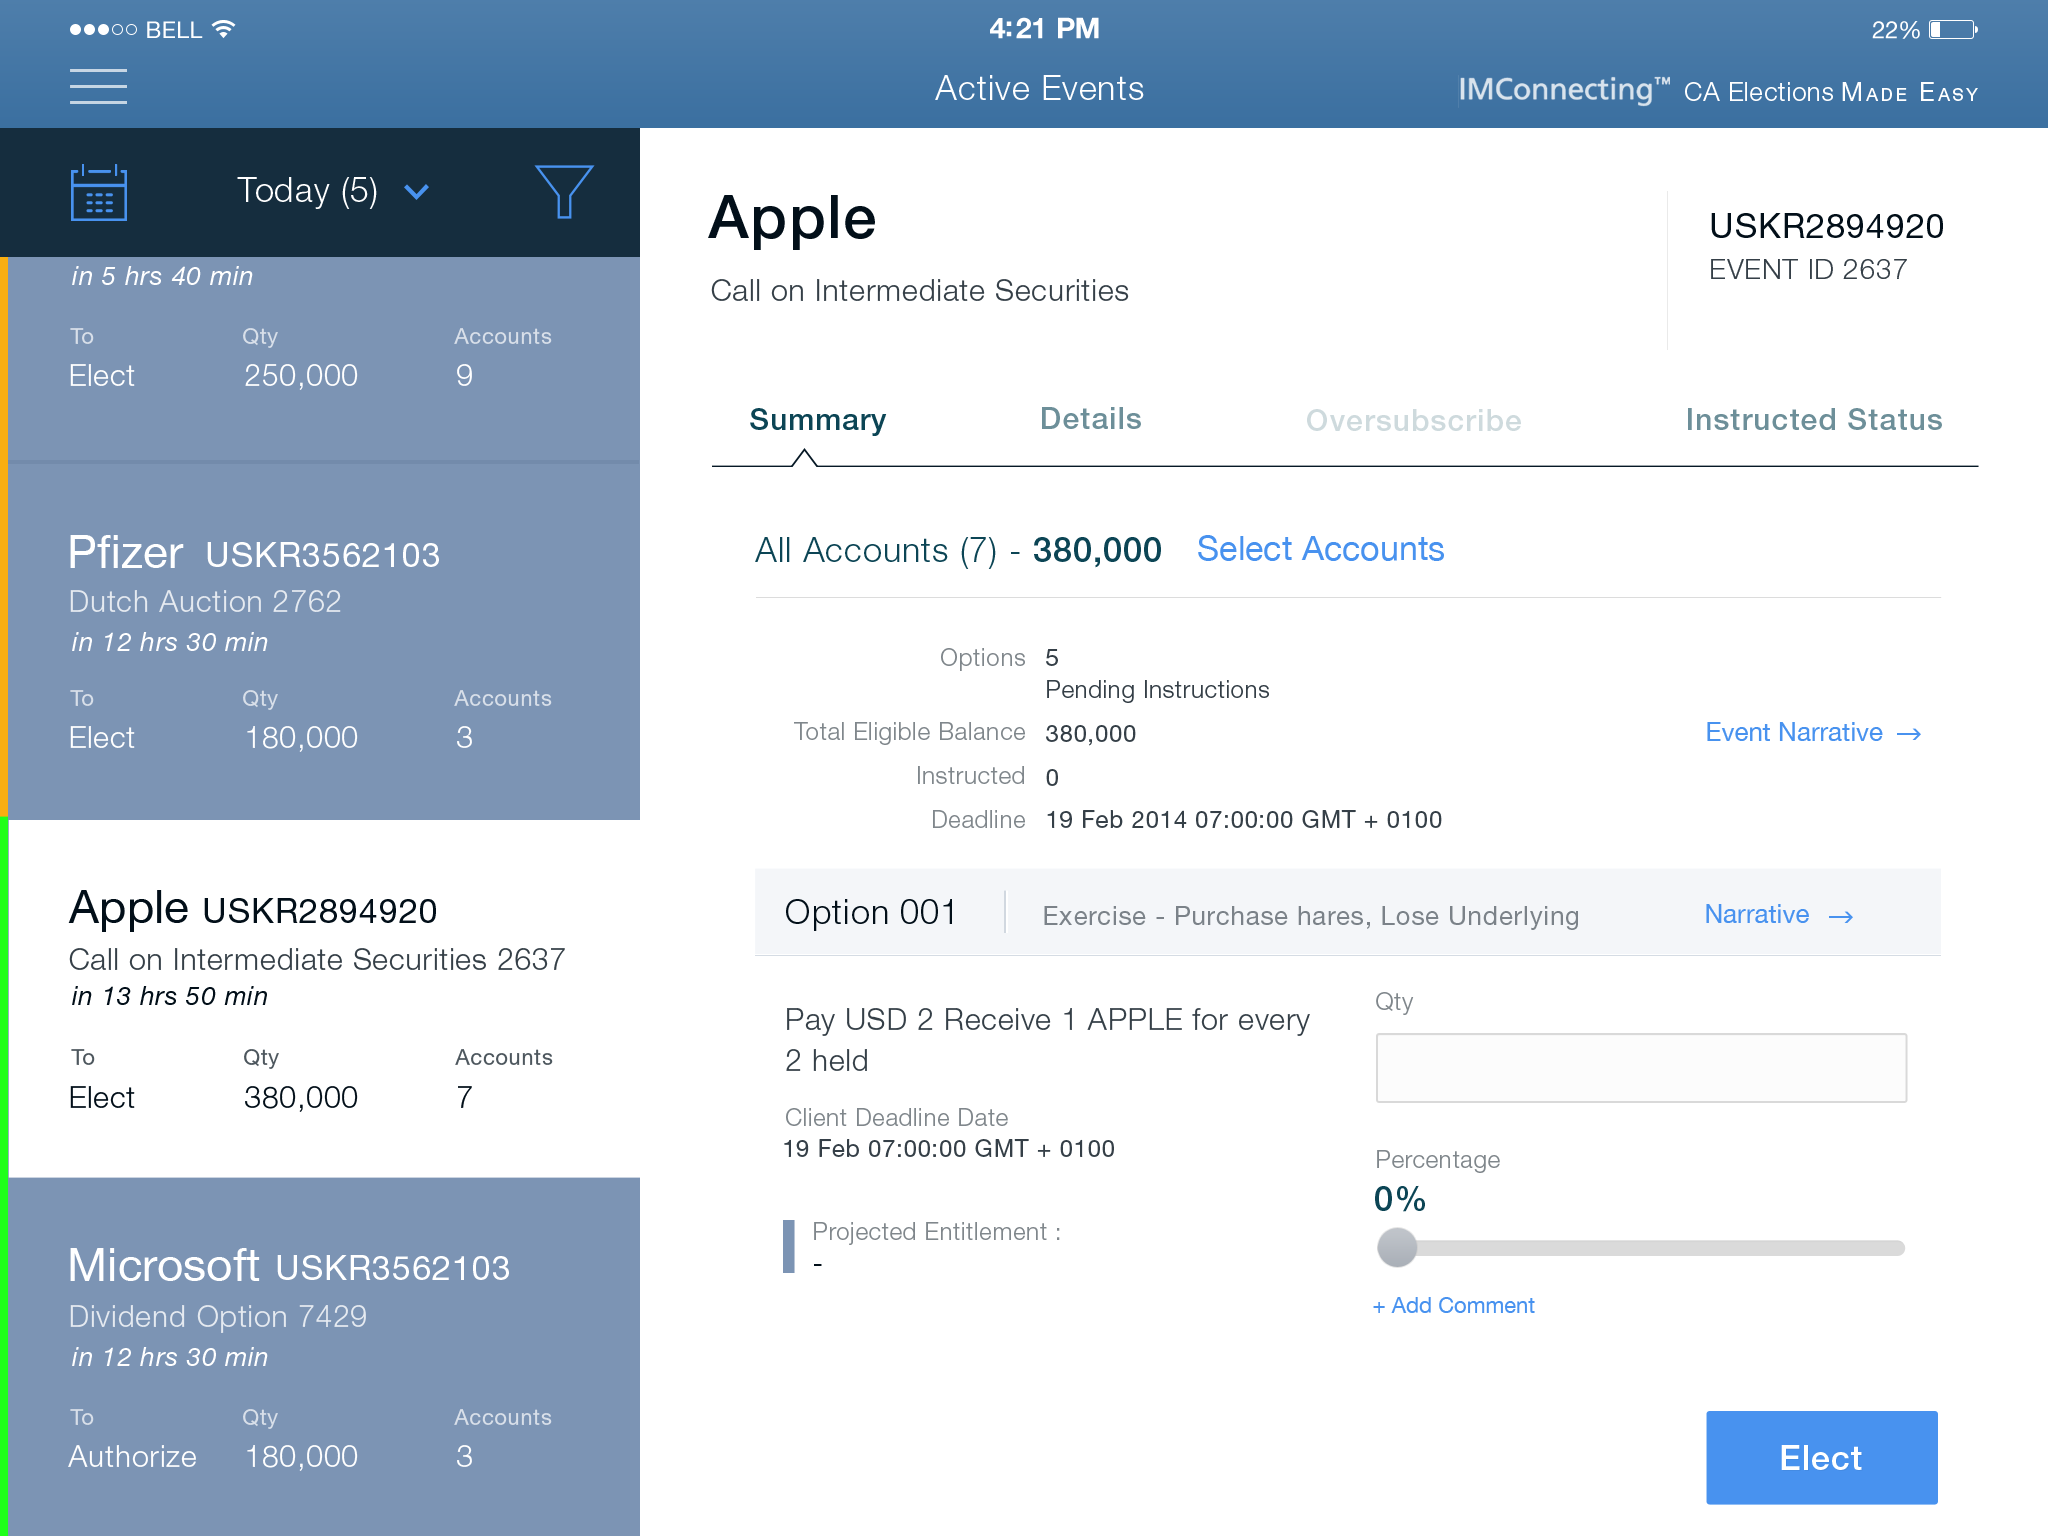 BELL
4:21 PM
22%
Active Events
IMConnecting™ CA Elections MADE EASY
Today (5)
in 5 hrs 40 min
To Qty Accounts
Elect 250,000 9
Pfizer USKR3562103
Dutch Auction 2762
in 12 hrs 30 min
To Qty Accounts
Elect 180,000 3
Apple USKR2894920
Call on Intermediate Securities 2637
in 13 hrs 50 min
To Qty Accounts
Elect 380,000 7
Microsoft USKR3562103
Dividend Option 7429
in 12 hrs 30 min
To Qty Accounts
Authorize 180,000 3
Apple
Call on Intermediate Securities
USKR2894920
EVENT ID 2637
Summary Details Oversubscribe Instructed Status
All Accounts (7) - 380,000 Select Accounts
Options 5
Pending Instructions
Total Eligible Balance 380,000
Event Narrative →
Instructed 0
Deadline 19 Feb 2014 07:00:00 GMT + 0100
Option 001 Exercise - Purchase hares, Lose Underlying Narrative →
Pay USD 2 Receive 1 APPLE for every
2 held
Client Deadline Date
19 Feb 07:00:00 GMT + 0100
Projected Entitlement :
-
Qty
Percentage
0%
+ Add Comment
Elect